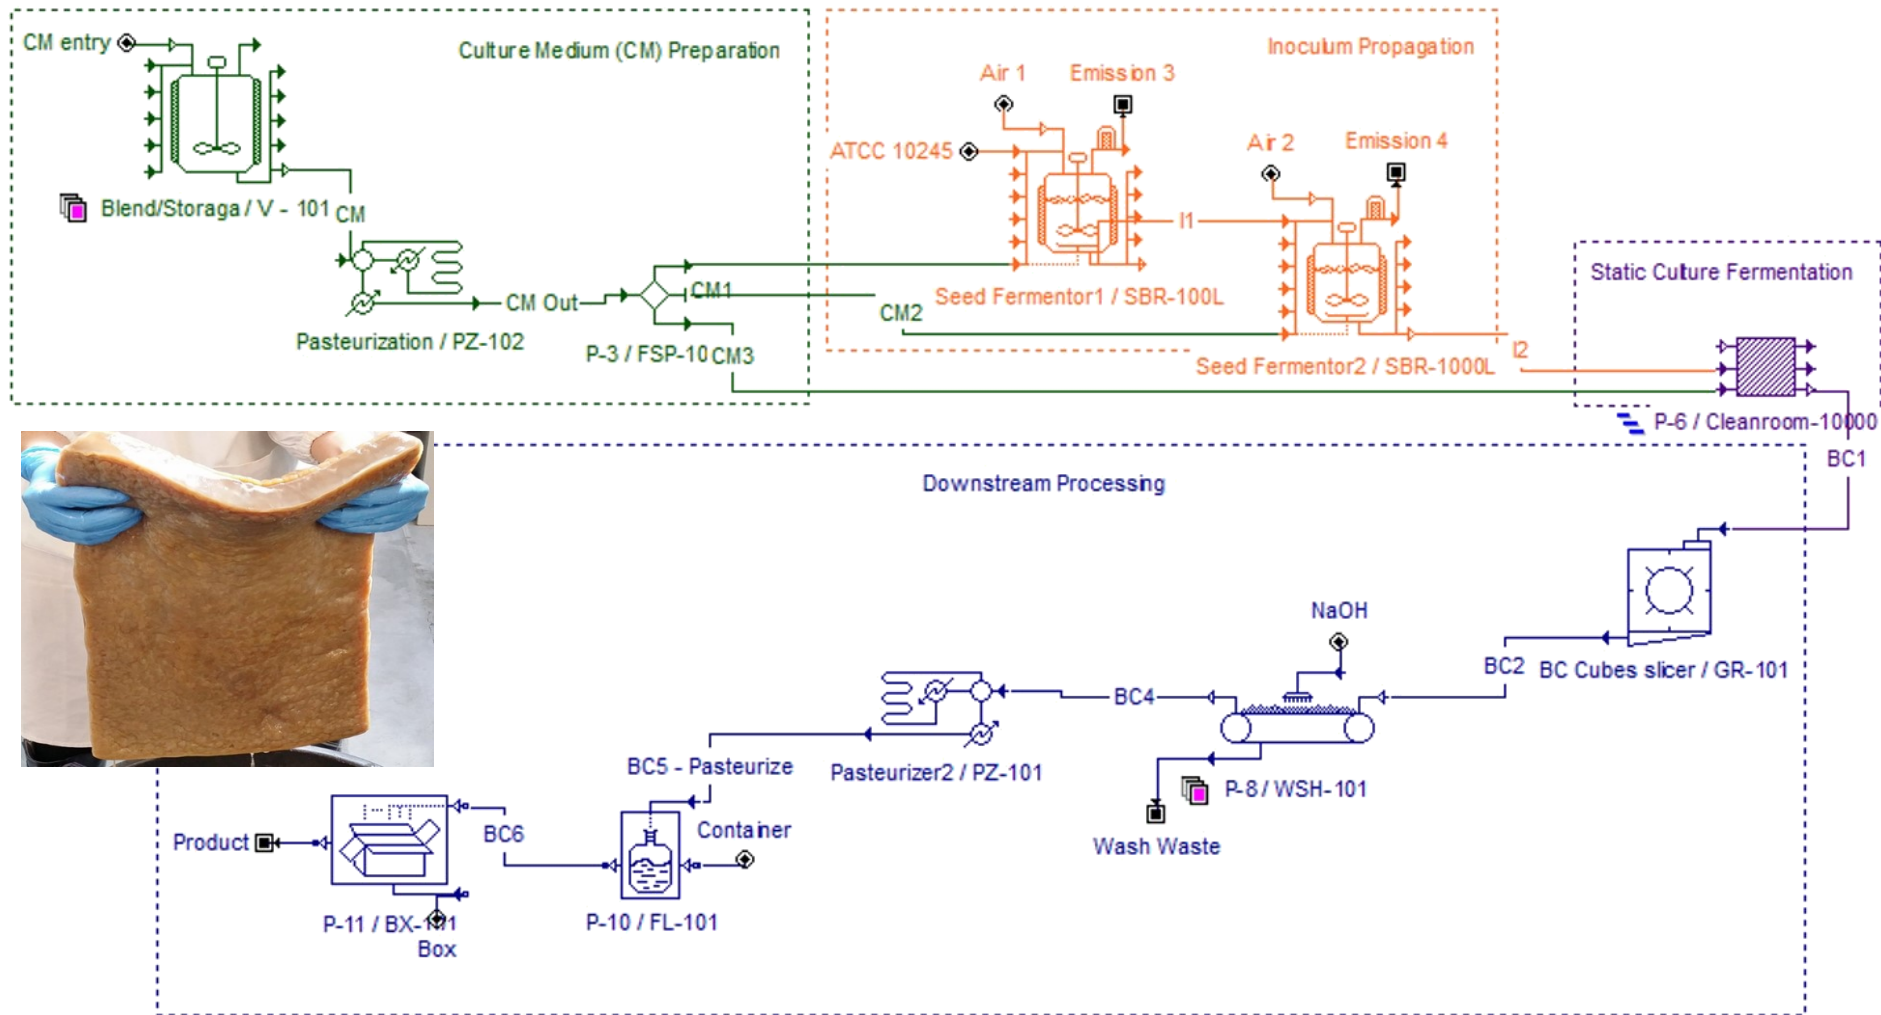 CM entry
Culture Medium (CM) Preparation
Blend/Storaga / V - 101
CM
Pasteurization / PZ-102
CM Out
P-3 / FSP-10
CM1
CM2
CM3
Inoculum Propagation
Air 1
Emission 3
ATCC 10245
Air 2
Emission 4
I1
Seed Fermentor1 / SBR-100L
Seed Fermentor2 / SBR-1000L
I2
Static Culture Fermentation
P-6 / Cleanroom-10000
BC1
Downstream Processing
BC Cubes slicer / GR-101
BC2
NaOH
P-8 / WSH-101
Wash Waste
BC4
Pasteurizer2 / PZ-101
BC5 - Pasteurize
Container
P-10 / FL-101
BC6
Product
P-11 / BX-101
Box